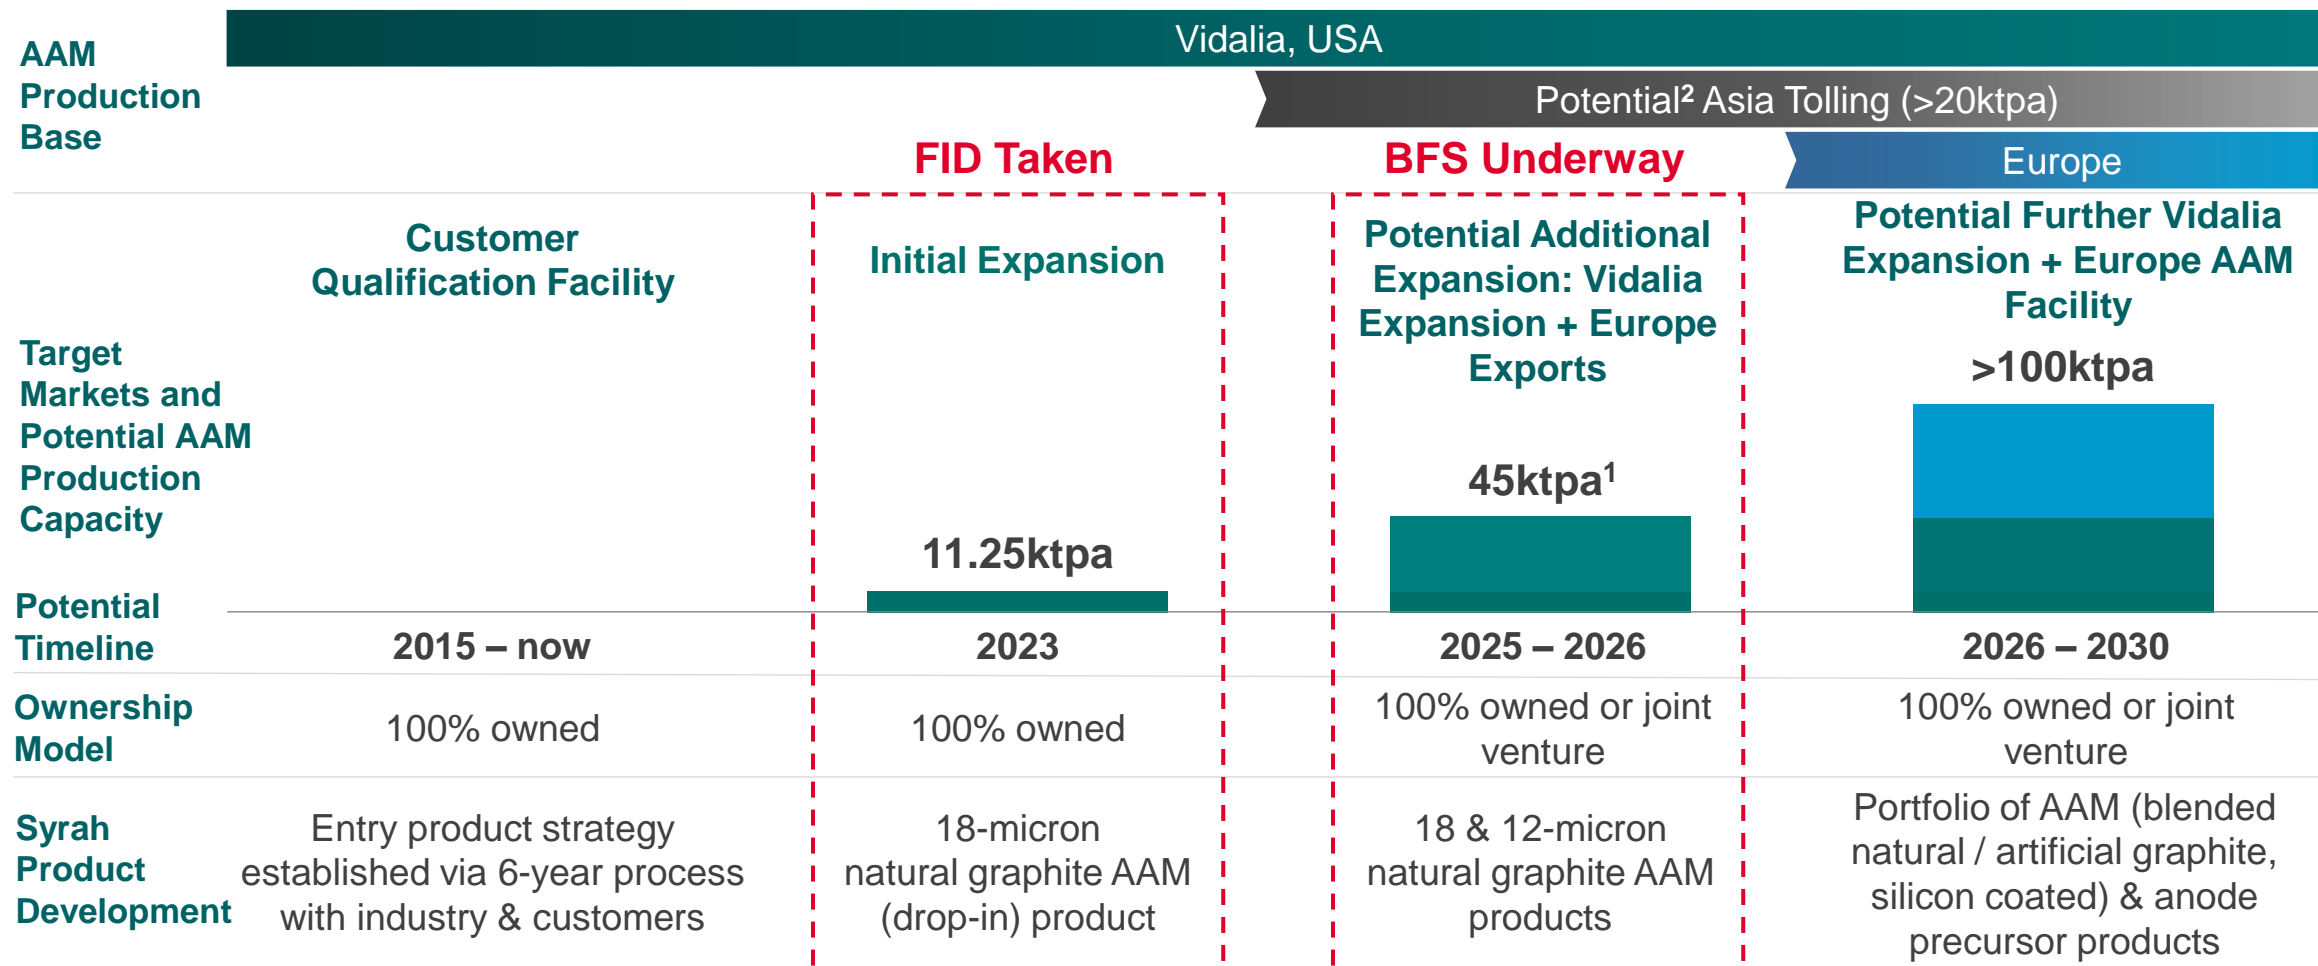 AAM
Production
Base
Vidalia, USA
Potential² Asia Tolling (>20ktpa)
Europe
FID Taken
BFS Underway
Target
Markets and
Potential AAM
Production
Capacity
Customer
Qualification Facility
Initial Expansion
11.25ktpa
Potential Additional
Expansion: Vidalia
Expansion + Europe
Exports
45ktpa¹
Potential Further Vidalia
Expansion + Europe AAM
Facility
>100ktpa
Potential
Timeline
2015 – now
2023
2025 – 2026
2026 – 2030
Ownership
Model
100% owned
100% owned
100% owned or joint
venture
100% owned or joint
venture
Syrah
Product
Development
Entry product strategy
established via 6-year process
with industry & customers
18-micron
natural graphite AAM
(drop-in) product
18 & 12-micron
natural graphite AAM
products
Portfolio of AAM (blended
natural / artificial graphite,
silicon coated) & anode
precursor products